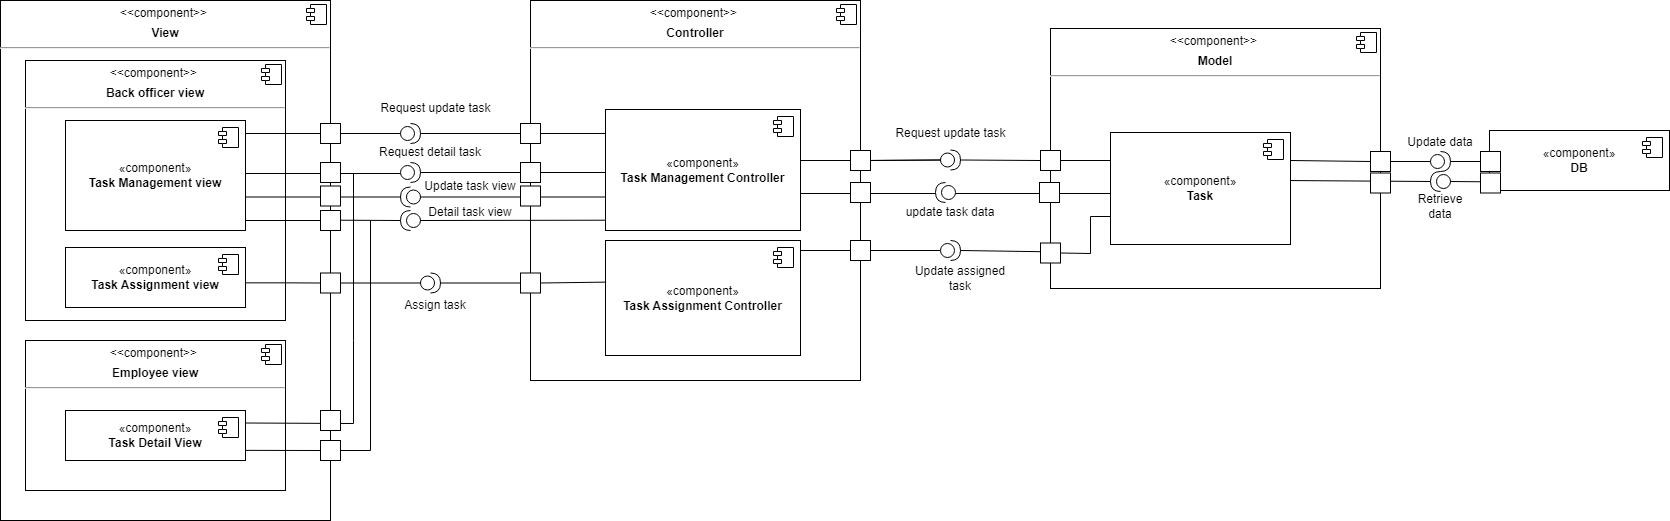 <<component>>
View
<<component>>
Back officer view
«component»
Task Management view
«component»
Task Assignment view
<<component>>
Employee view
«component»
Task Detail View
Request update task
Request detail task
Update task view
Detail task view
Assign task
<<component>>
Controller
«component»
Task Management Controller
«component»
Task Assignment Controller
Request update task
update task data
Update assigned
task
<<component>>
Model
«component»
Task
Update data
Retrieve
data
«component»
DB